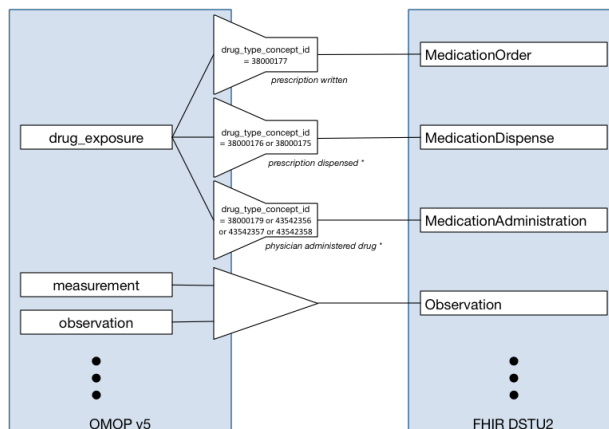 drug_type_concept_id
= 38000177
prescription written
MedicationOrder
drug_exposure
drug_type_concept_id
= 38000176 or 38000175
prescription dispensed *
MedicationDispense
drug_type_concept_id
= 38000179 or 43542356
or 43542357 or 43542358
physician administered drug *
MedicationAdministration
measurement
observation
Observation
OMOP v5
FHIR DSTU2